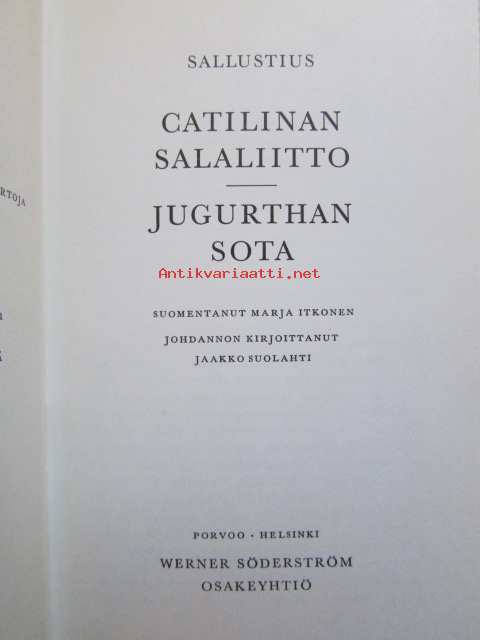 RTOJA
SALLUSTIUS
CATILINAN
SALALIITTO
JUGURTHAN
SOTA
Antikvariaatti.net
SUOMENTANUT MARJA ITKONEN
JOHDANNON KIRJOITTANUT
JAAKKO SUOLAHTI
PORVOO · HELSINKI
WERNER SÖDERSTRÖM
OSAKEYHTIÖ